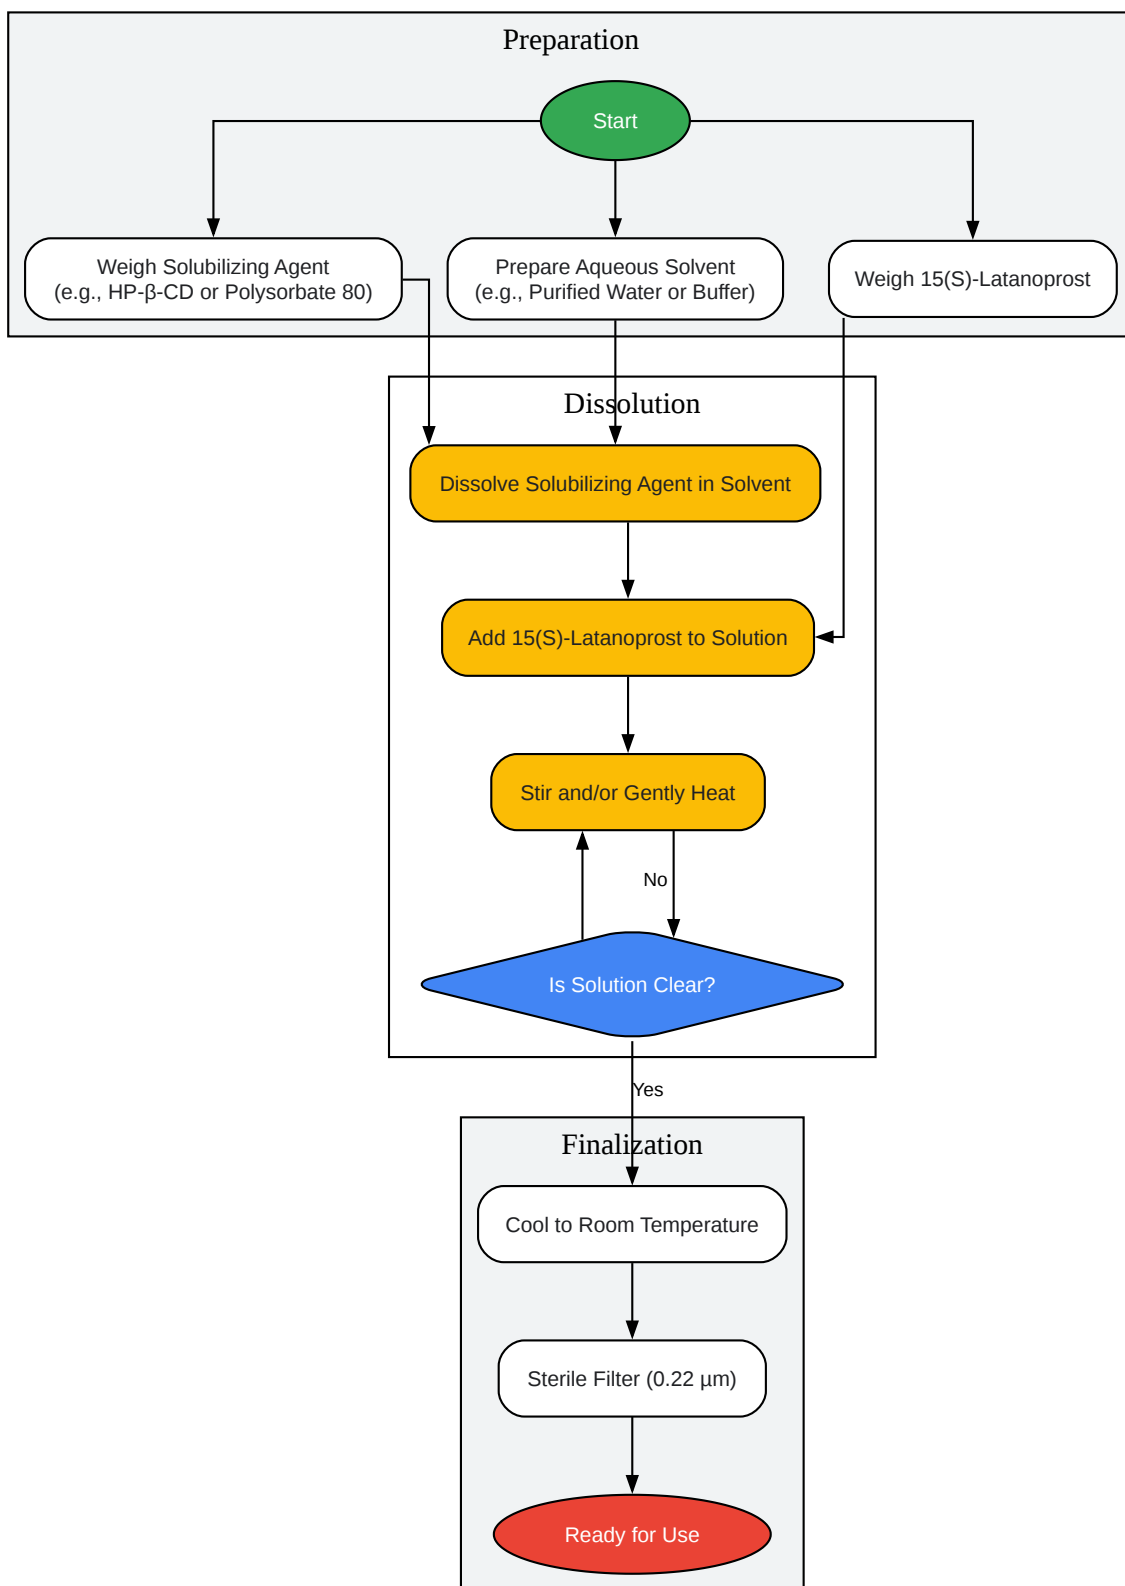 Preparation
Start
Weigh Solubilizing Agent
(e.g., HP-β-CD or Polysorbate 80)
Prepare Aqueous Solvent
(e.g., Purified Water or Buffer)
Weigh 15(S)-Latanoprost
Dissolution
Dissolve Solubilizing Agent in Solvent
Add 15(S)-Latanoprost to Solution
Stir and/or Gently Heat
No
Is Solution Clear?
Yes
Finalization
Cool to Room Temperature
Sterile Filter (0.22 µm)
Ready for Use